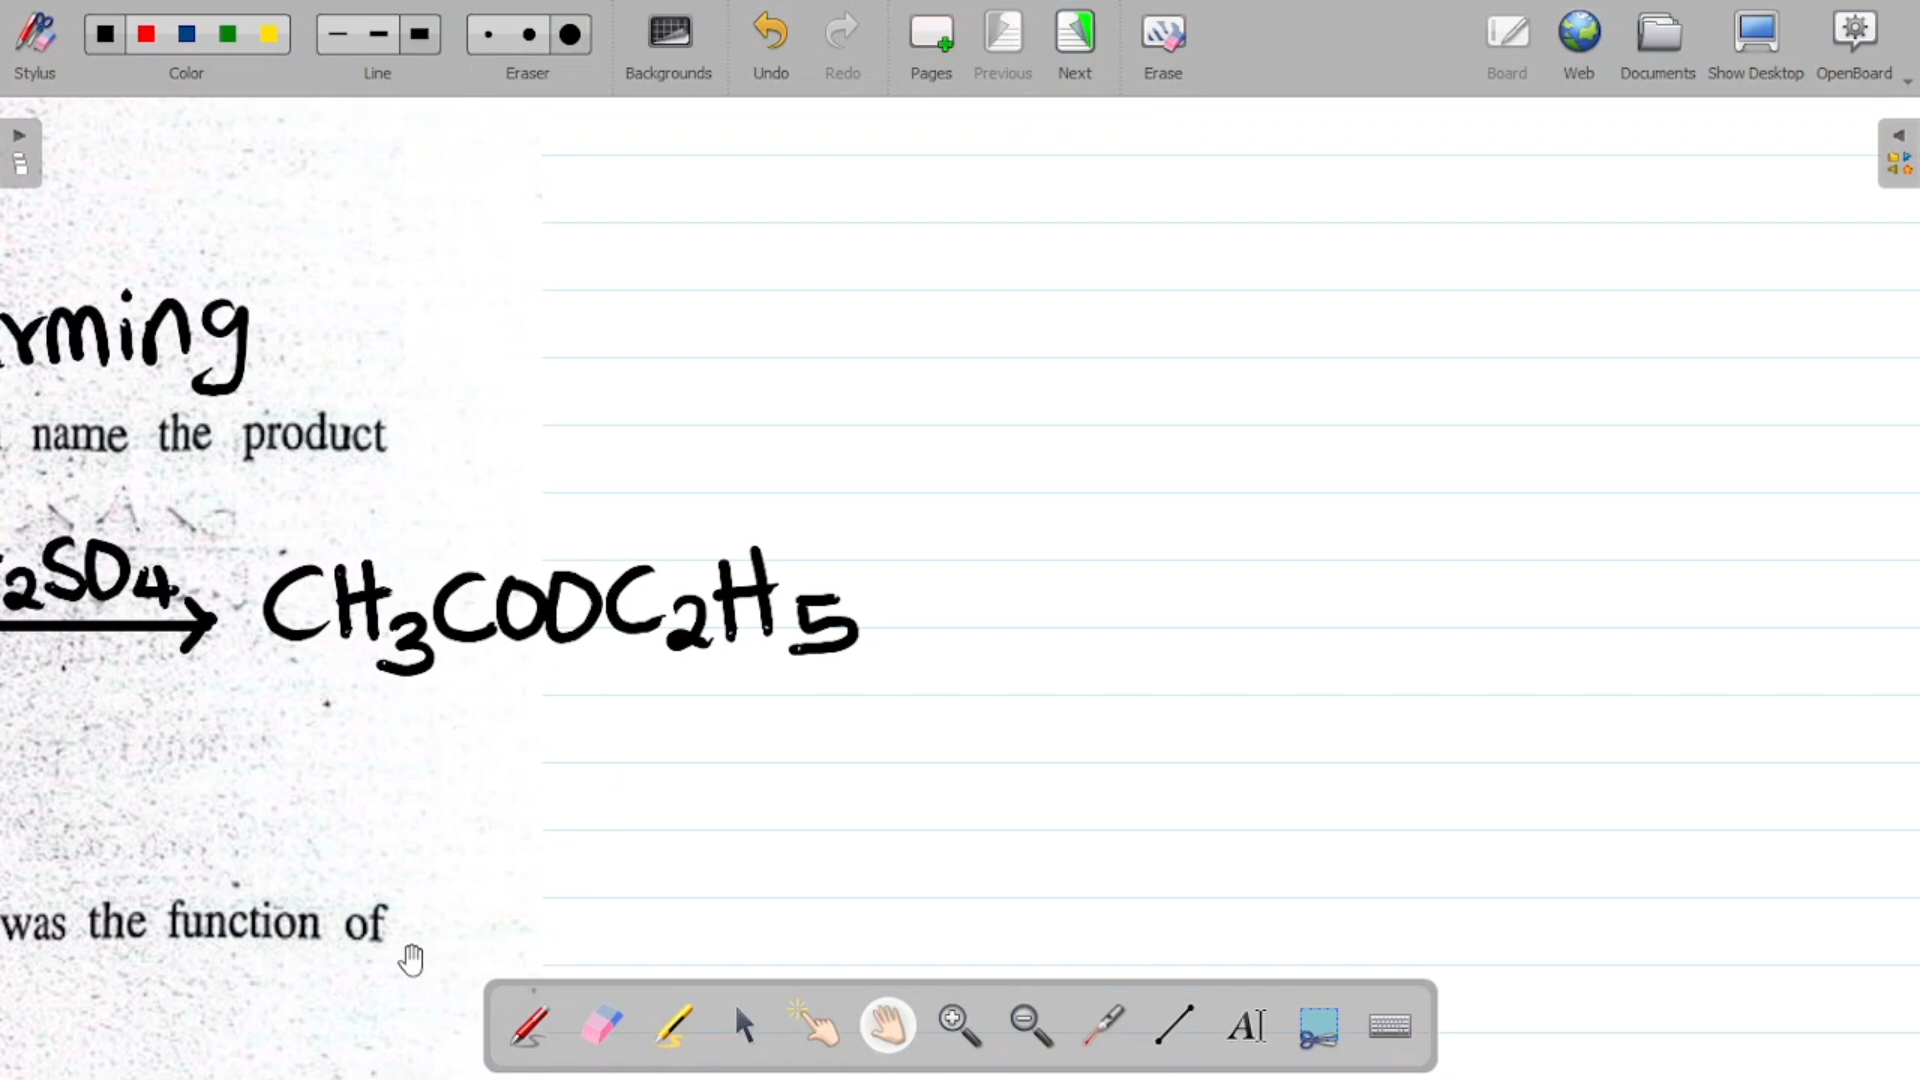 Stylus Color Line Eraser Backgrounds Undo Redo Pages Previous Next Erase Board Web Documents Show Desktop OpenBoard
rming
name the product
2SO4 → CH3COOC2H5
was the function of